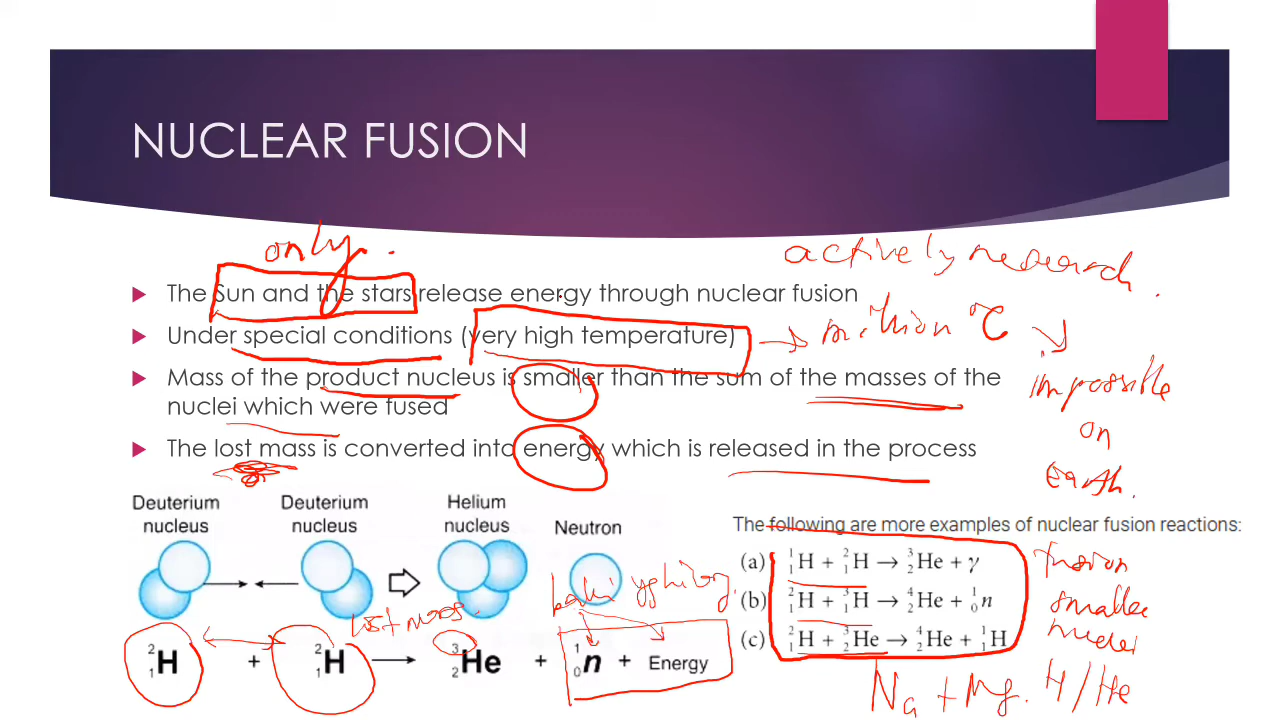 NUCLEAR FUSION
only.
actively research.
The Sun and the stars release energy through nuclear fusion
Under special conditions (very high temperature)
million °C
Mass of the product nucleus is smaller than the sum of the masses of the
nuclei which were fused
impossible
on
Earth.
The lost mass is converted into energy which is released in the process
Deuterium nucleus
Deuterium nucleus
Helium nucleus
Neutron
lost mass.
²₁H + ²₁H → ³₂He + ¹₀n + Energy
The following are more examples of nuclear fusion reactions:
(a) ¹₁H + ²₁H → ³₂He + γ
(b) ²₁H + ³₁H → ⁴₂He + ¹₀n
(c) ²₁H + ³₂He → ⁴₂He + ¹₁H
fusion
smaller
nuclei
H/He
Na + Mg.